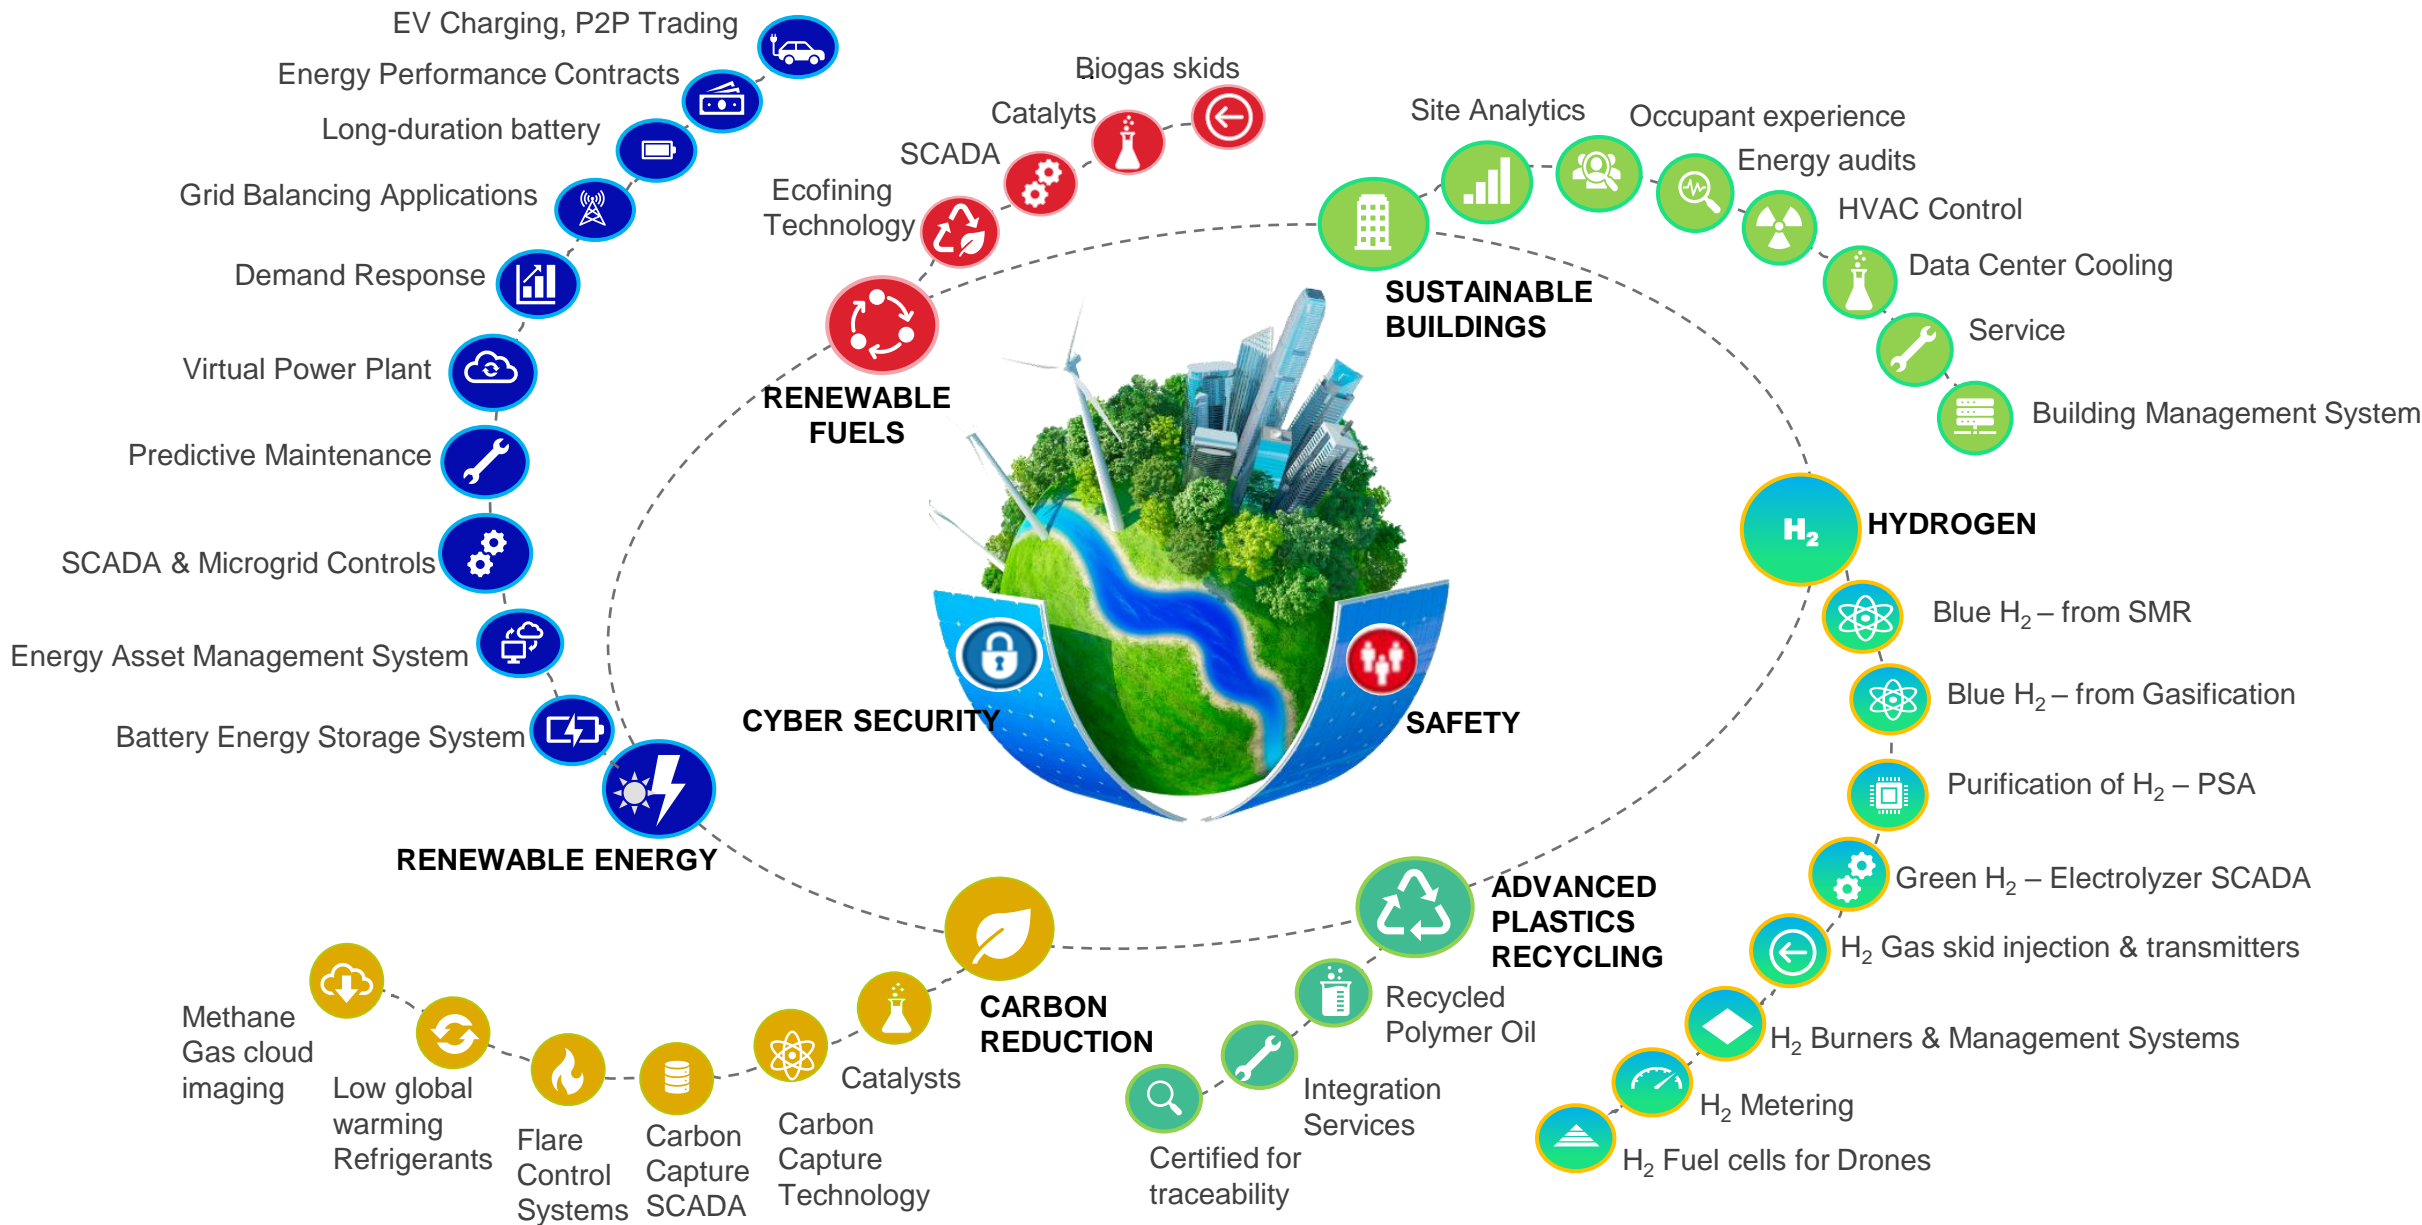 EV Charging, P2P Trading
Energy Performance Contracts
Long-duration battery
Grid Balancing Applications
Demand Response
Virtual Power Plant
Predictive Maintenance
SCADA & Microgrid Controls
Energy Asset Management System
Battery Energy Storage System
RENEWABLE ENERGY
Biogas skids
Catalyts
SCADA
Ecofining
Technology
RENEWABLE
FUELS
Site Analytics
Occupant experience
Energy audits
HVAC Control
Data Center Cooling
Service
Building Management System
SUSTAINABLE
BUILDINGS
H₂
HYDROGEN
Blue H₂ – from SMR
Blue H₂ – from Gasification
Purification of H₂ – PSA
Green H₂ – Electrolyzer SCADA
H₂ Gas skid injection & transmitters
H₂ Burners & Management Systems
H₂ Metering
H₂ Fuel cells for Drones
CYBER SECURITY
SAFETY
ADVANCED
PLASTICS
RECYCLING
Recycled
Polymer Oil
Integration
Services
Certified for
traceability
CARBON
REDUCTION
Catalysts
Carbon
Capture
Technology
Carbon
Capture
SCADA
Flare
Control
Systems
Low global
warming
Refrigerants
Methane
Gas cloud
imaging